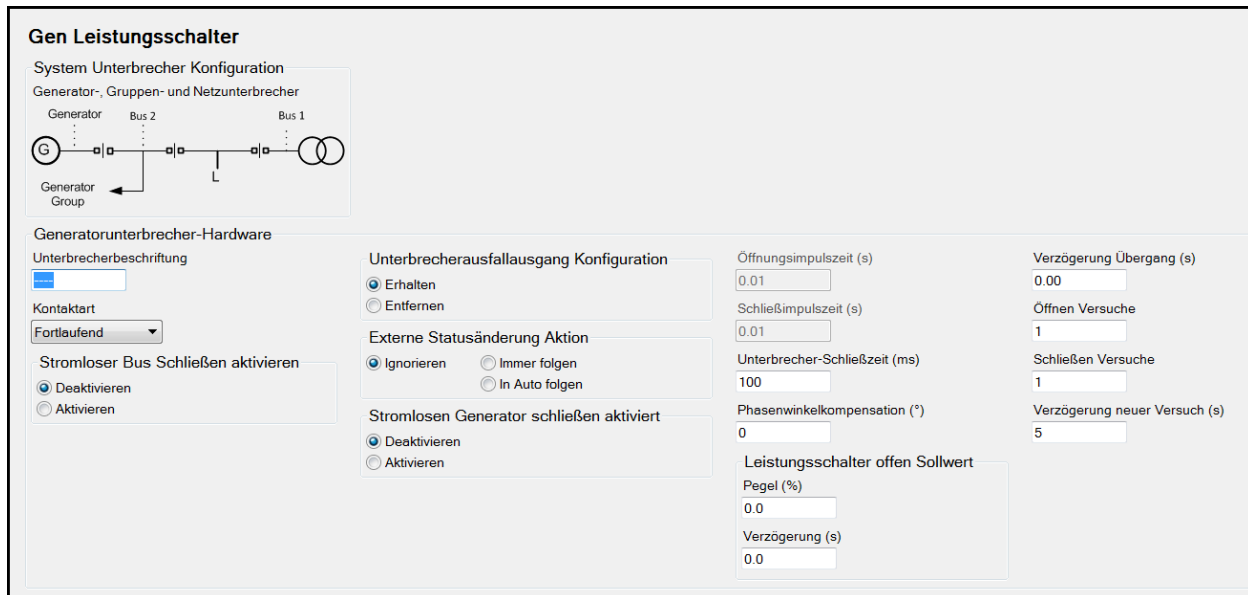 Gen Leistungsschalter
System Unterbrecher Konfiguration
Generator-, Gruppen- und Netzunterbrecher
Generator
Bus 2
Bus 1
G
L
Generator
Group
Generatorunterbrecher-Hardware
Unterbrecherbeschriftung
----
Kontaktart
Fortlaufend
Stromloser Bus Schließen aktivieren
Deaktivieren
Aktivieren
Unterbrecherausfallausgang Konfiguration
Erhalten
Entfernen
Externe Statusänderung Aktion
Ignorieren
Immer folgen
In Auto folgen
Stromlosen Generator schließen aktiviert
Deaktivieren
Aktivieren
Öffnungsimpulszeit (s)
0.01
Schließimpulszeit (s)
0.01
Unterbrecher-Schließzeit (ms)
100
Phasenwinkelkompensation (°)
0
Leistungsschalter offen Sollwert
Pegel (%)
0.0
Verzögerung (s)
0.0
Verzögerung Übergang (s)
0.00
Öffnen Versuche
1
Schließen Versuche
1
Verzögerung neuer Versuch (s)
5